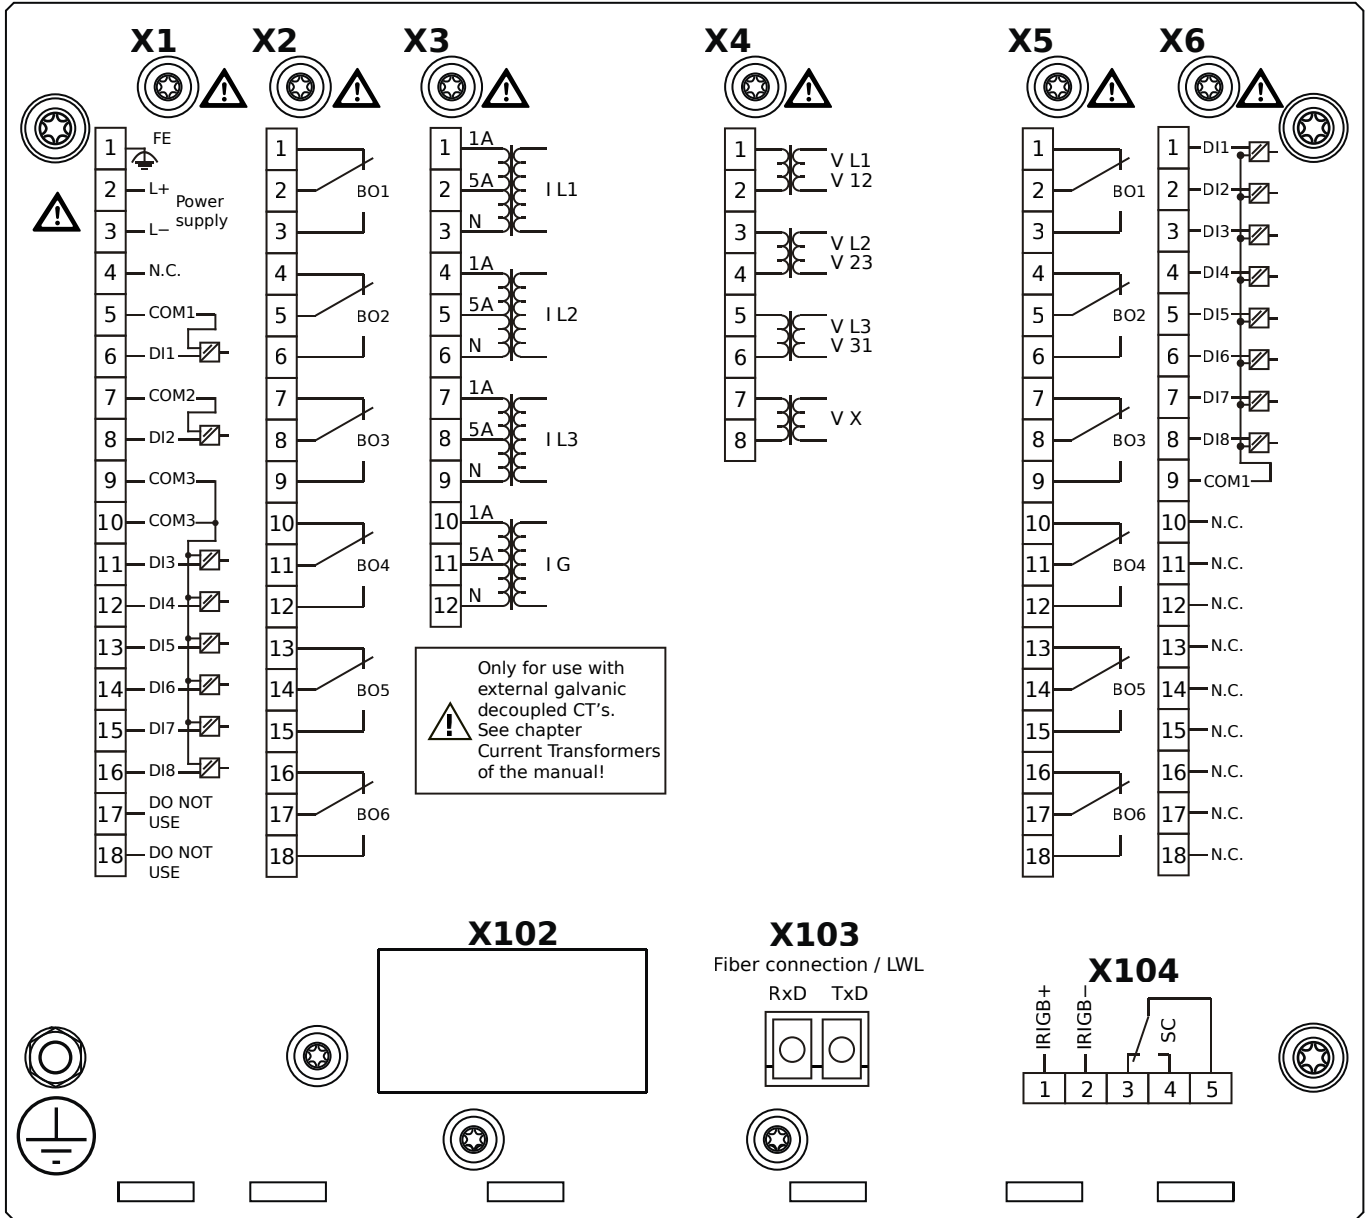 X1 X2 X3 X4 X5 X6
1 FE
2 L+
Power
supply
3 L−
4 N.C.
5 COM1
6 DI1
7 COM2
8 DI2
9 COM3
10 COM3
11 DI3
12 DI4
13 DI5
14 DI6
15 DI7
16 DI8
17 DO NOT
USE
18 DO NOT
USE
1
2 BO1
3
4
5 BO2
6
7
8 BO3
9
10
11 BO4
12
13
14 BO5
15
16
17 BO6
18
1 1A
2 5A I L1
3 N
4 1A
5 5A I L2
6 N
7 1A
8 5A I L3
9 N
10 1A
11 5A I G
12 N
Only for use with
external galvanic
decoupled CT's.
See chapter
Current Transformers
of the manual!
1 V L1
2 V 12
3 V L2
4 V 23
5 V L3
6 V 31
7 V X
8
1
2 BO1
3
4
5 BO2
6
7
8 BO3
9
10
11 BO4
12
13
14 BO5
15
16
17 BO6
18
1 DI1
2 DI2
3 DI3
4 DI4
5 DI5
6 DI6
7 DI7
8 DI8
9 COM1
10 N.C.
11 N.C.
12 N.C.
13 N.C.
14 N.C.
15 N.C.
16 N.C.
17 N.C.
18 N.C.
X102
X103
Fiber connection / LWL
RxD TxD
X104
IRIGB+
IRIGB−
SC
1 2 3 4 5